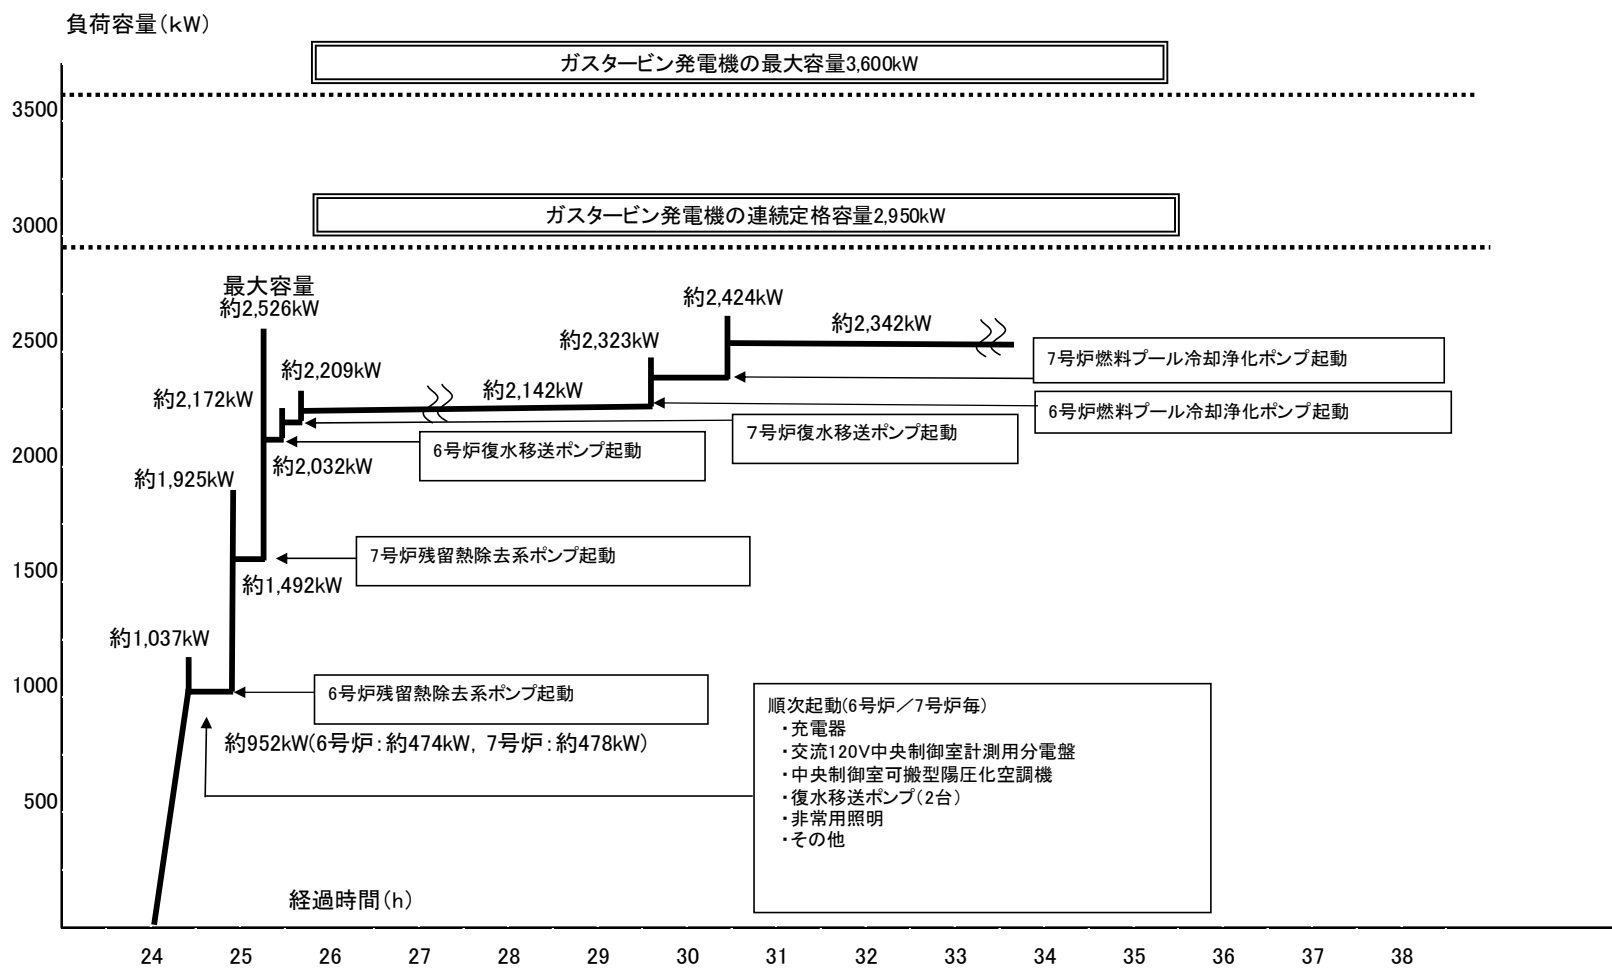 負荷容量(kW)
ガスタービン発電機の最大容量3,600kW
3500
ガスタービン発電機の連続定格容量2,950kW
3000
最大容量
約2,526kW
約2,424kW
約2,342kW
2500
約2,323kW
7号炉燃料プール冷却浄化ポンプ起動
約2,209kW
約2,142kW
約2,172kW
6号炉燃料プール冷却浄化ポンプ起動
7号炉復水移送ポンプ起動
6号炉復水移送ポンプ起動
2000
約2,032kW
約1,925kW
7号炉残留熱除去系ポンプ起動
1500
約1,492kW
約1,037kW
1000
6号炉残留熱除去系ポンプ起動
約952kW(6号炉:約474kW, 7号炉:約478kW)
順次起動(6号炉/7号炉毎)
・充電器
・交流120V中央制御室計測用分電盤
・中央制御室可搬型陽圧化空調機
・復水移送ポンプ(2台)
・非常用照明
・その他
500
経過時間(h)
24 25 26 27 28 29 30 31 32 33 34 35 36 37 38